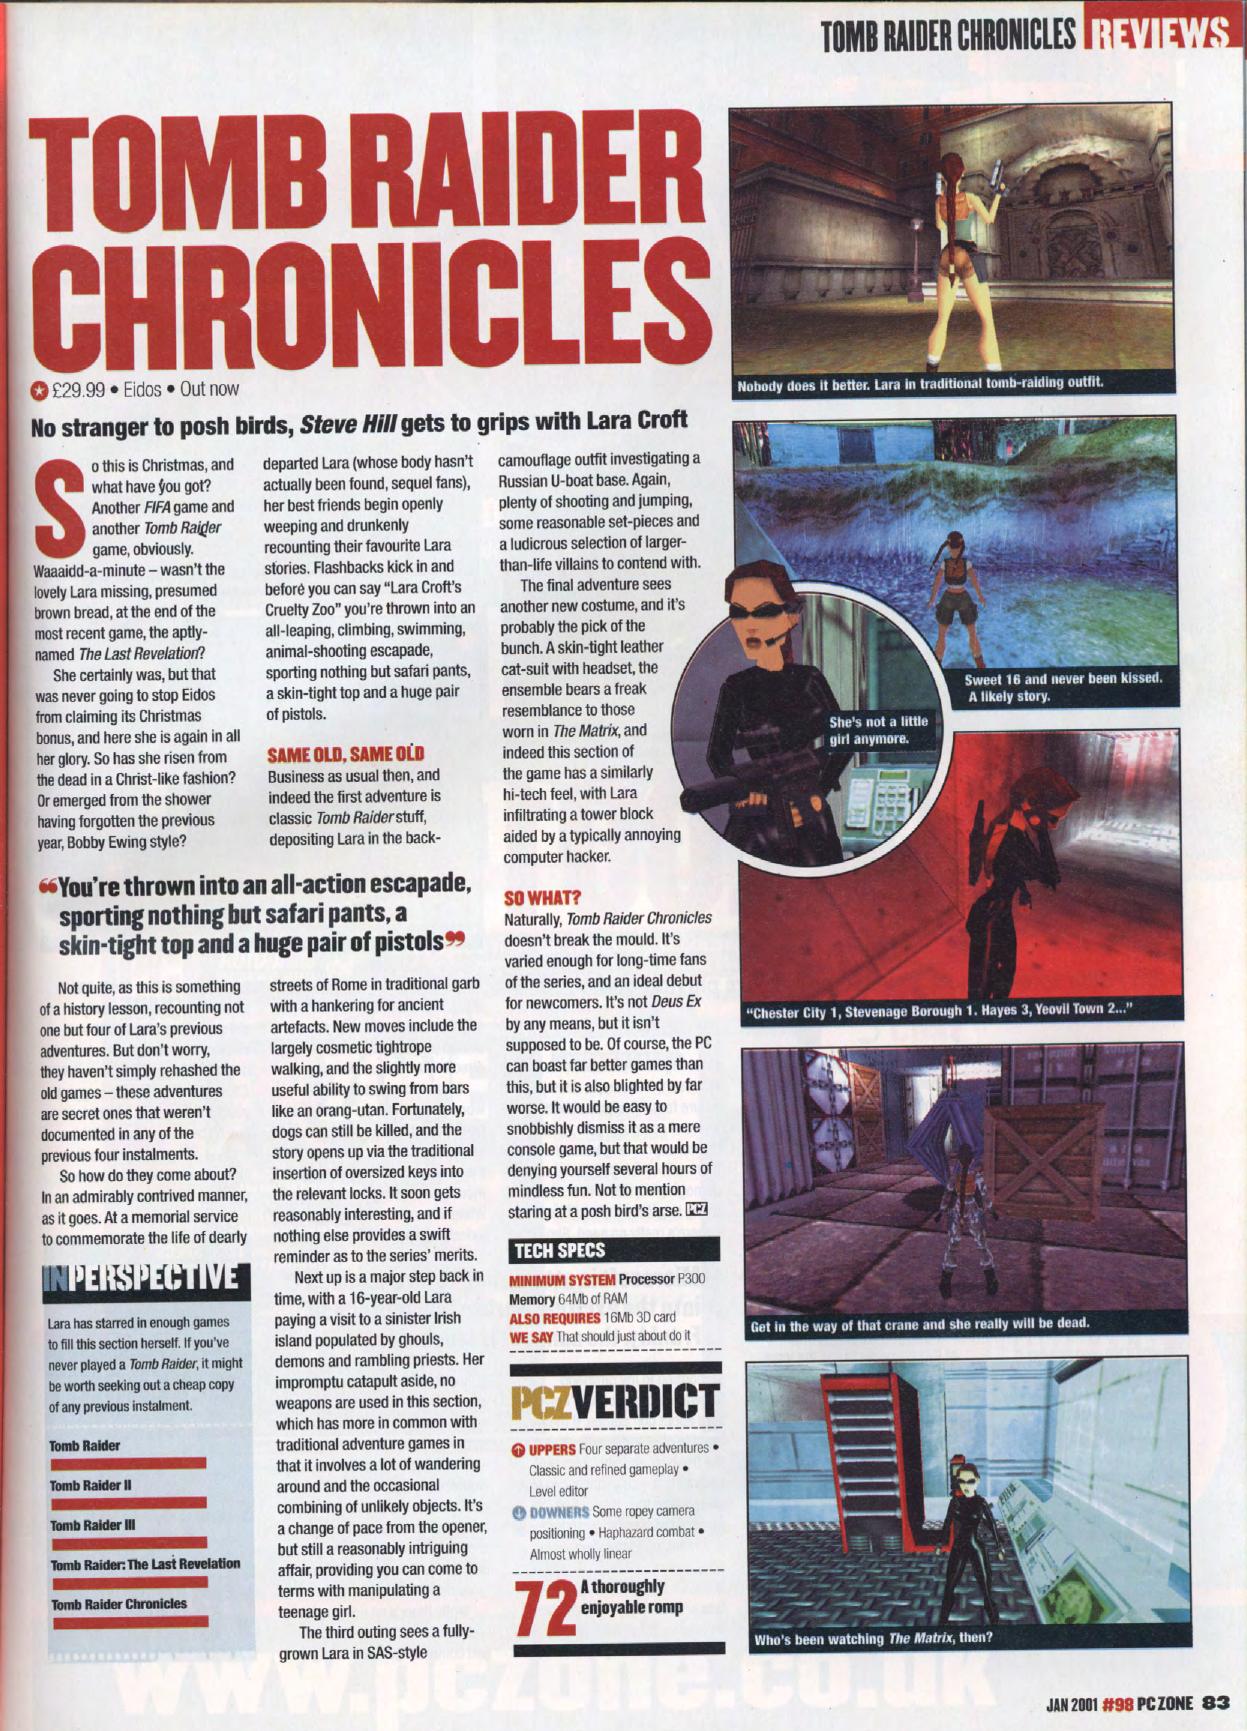 TOMB RAIDER CHRONICLES REVIEWS
TOMB RAIDER
CHRONICLES
£29.99 • Eidos • Out now
No stranger to posh birds, Steve Hill gets to grips with Lara Croft
So this is Christmas, and
what have you got?
Another FIFA game and
another Tomb Raider
game, obviously.
Waaaidd-a-minute – wasn't the
lovely Lara missing, presumed
brown bread, at the end of the
most recent game, the aptly-
named The Last Revelation?
She certainly was, but that
was never going to stop Eidos
from claiming its Christmas
bonus, and here she is again in all
her glory. So has she risen from
the dead in a Christ-like fashion?
Or emerged from the shower
having forgotten the previous
year, Bobby Ewing style?
“You're thrown into an all-action escapade,
sporting nothing but safari pants, a
skin-tight top and a huge pair of pistols”
Not quite, as this is something
of a history lesson, recounting not
one but four of Lara's previous
adventures. But don't worry,
they haven't simply rehashed the
old games – these adventures
are secret ones that weren't
documented in any of the
previous four instalments.
So how do they come about?
In an admirably contrived manner,
as it goes. At a memorial service
to commemorate the life of dearly
departed Lara (whose body hasn't
actually been found, sequel fans),
her best friends begin openly
weeping and drunkenly
recounting their favourite Lara
stories. Flashbacks kick in and
before you can say “Lara Croft's
Cruelty Zoo” you're thrown into an
all-leaping, climbing, swimming,
animal-shooting escapade,
sporting nothing but safari pants,
a skin-tight top and a huge pair
of pistols.
SAME OLD, SAME OLD
Business as usual then, and
indeed the first adventure is
classic Tomb Raider stuff,
depositing Lara in the back-
streets of Rome in traditional garb
with a hankering for ancient
artefacts. New moves include the
largely cosmetic tightrope
walking, and the slightly more
useful ability to swing from bars
like an orang-utan. Fortunately,
dogs can still be killed, and the
story opens up via the traditional
insertion of oversized keys into
the relevant locks. It soon gets
reasonably interesting, and if
nothing else provides a swift
reminder as to the series' merits.
Next up is a major step back in
time, with a 16-year-old Lara
paying a visit to a sinister Irish
island populated by ghouls,
demons and rambling priests. Her
impromptu catapult aside, no
weapons are used in this section,
which has more in common with
traditional adventure games in
that it involves a lot of wandering
around and the occasional
combining of unlikely objects. It's
a change of pace from the opener,
but still a reasonably intriguing
affair, providing you can come to
terms with manipulating a
teenage girl.
The third outing sees a fully-
grown Lara in SAS-style
camouflage outfit investigating a
Russian U-boat base. Again,
plenty of shooting and jumping,
some reasonable set-pieces and
a ludicrous selection of larger-
than-life villains to contend with.
The final adventure sees
another new costume, and it's
probably the pick of the
bunch. A skin-tight leather
cat-suit with headset, the
ensemble bears a freak
resemblance to those
worn in The Matrix, and
indeed this section of
the game has a similarly
hi-tech feel, with Lara
infiltrating a tower block
aided by a typically annoying
computer hacker.
SO WHAT?
Naturally, Tomb Raider Chronicles
doesn't break the mould. It's
varied enough for long-time fans
of the series, and an ideal debut
for newcomers. It's not Deus Ex
by any means, but it isn't
supposed to be. Of course, the PC
can boast far better games than
this, but it is also blighted by far
worse. It would be easy to
snobbishly dismiss it as a mere
console game, but that would be
denying yourself several hours of
mindless fun. Not to mention
staring at a posh bird's arse. PCZ
INPERSPECTIVE
Lara has starred in enough games
to fill this section herself. If you've
never played a Tomb Raider, it might
be worth seeking out a cheap copy
of any previous instalment.
Tomb Raider
Tomb Raider II
Tomb Raider III
Tomb Raider: The Last Revelation
Tomb Raider Chronicles
TECH SPECS
MINIMUM SYSTEM Processor P300
Memory 64Mb of RAM
ALSO REQUIRES 16Mb 3D card
WE SAY That should just about do it
PCZVERDICT
UPPERS Four separate adventures •
Classic and refined gameplay •
Level editor
DOWNERS Some ropey camera
positioning • Haphazard combat •
Almost wholly linear
72 A thoroughly
enjoyable romp
Nobody does it better. Lara in traditional tomb-raiding outfit.
Sweet 16 and never been kissed.
A likely story.
She's not a little
girl anymore.
“Chester City 1, Stevenage Borough 1. Hayes 3, Yeovil Town 2...”
Get in the way of that crane and she really will be dead.
Who's been watching The Matrix, then?
www.pczone.co.uk
JAN 2001 #98 PC ZONE 83